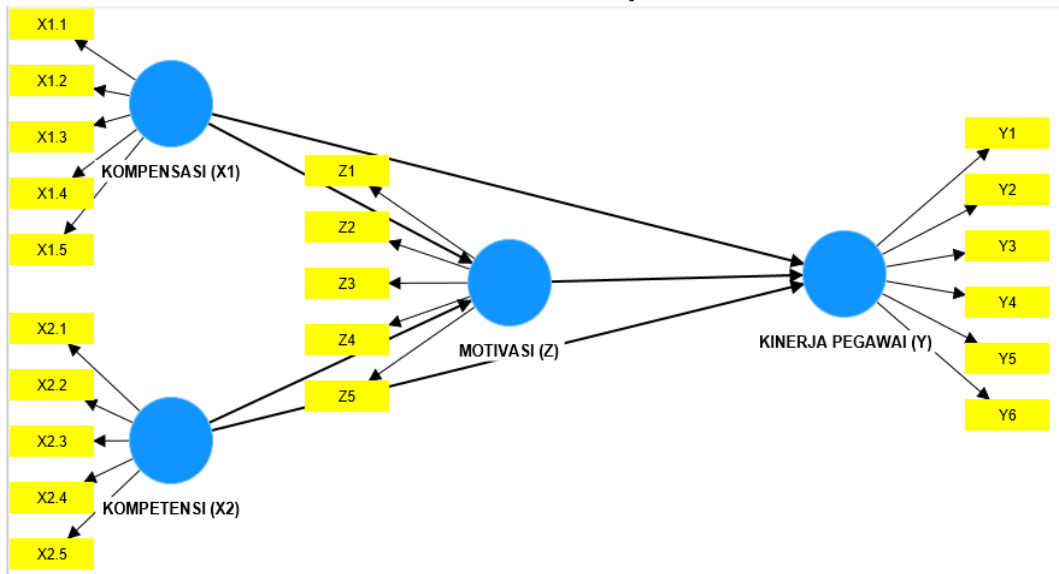 X1.1
X1.2
X1.3
X1.4
X1.5
KOMPENSASI (X1)
X2.1
X2.2
X2.3
X2.4
X2.5
KOMPETENSI (X2)
Z1
Z2
Z3
Z4
Z5
MOTIVASI (Z)
KINERJA PEGAWAI (Y)
Y1
Y2
Y3
Y4
Y5
Y6